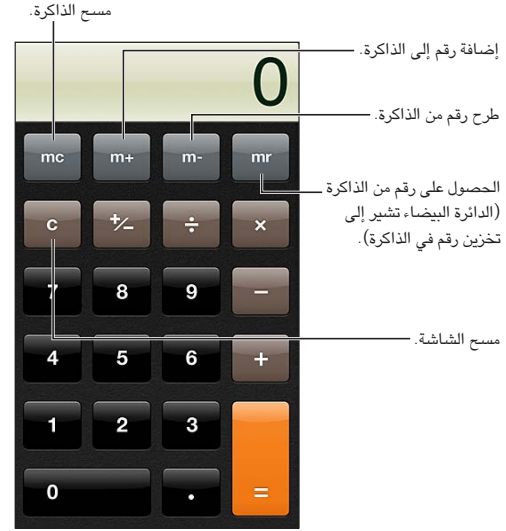 مسح الذاكرة.
إضافة رقم إلى الذاكرة.
0
طرح رقم من الذاكرة.
mc m+ m- mr
الحصول على رقم من الذاكرة
(الدائرة البيضاء تشير إلى
تخزين رقم في الذاكرة).
c +⁄− ÷ ×
7 8 9 −
مسح الشاشة.
4 5 6 +
1 2 3
0 . =